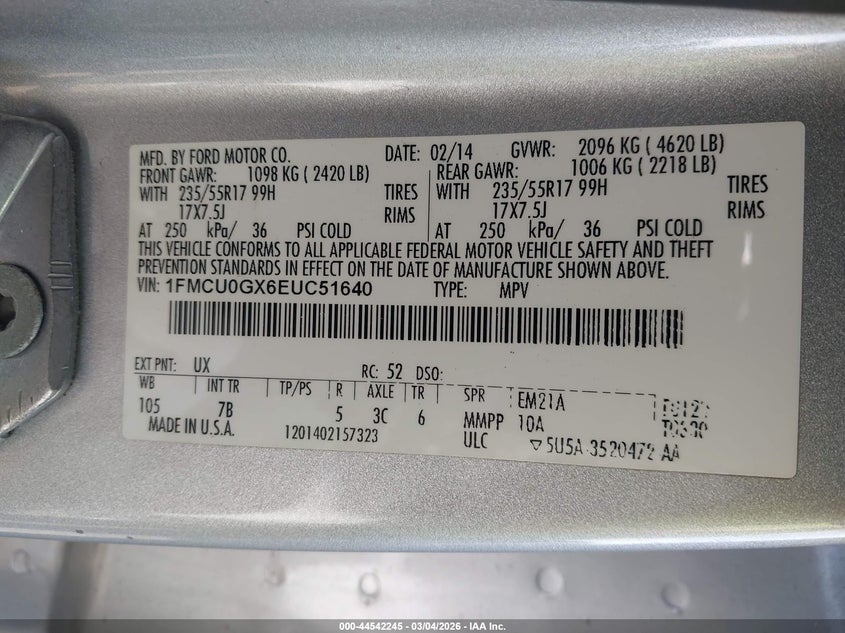 MFD. BY FORD MOTOR CO. DATE: 02/14 GVWR: 2096 KG ( 4620 LB)
FRONT GAWR: 1098 KG ( 2420 LB) REAR GAWR: 1006 KG ( 2218 LB)
WITH 235/55R17 99H TIRES WITH 235/55R17 99H TIRES
17X7.5J RIMS 17X7.5J RIMS
AT 250 kPa/ 36 PSI COLD AT 250 kPa/ 36 PSI COLD
THIS VEHICLE CONFORMS TO ALL APPLICABLE FEDERAL MOTOR VEHICLE SAFETY AND THEFT
PREVENTION STANDARDS IN EFFECT ON THE DATE OF MANUFACTURE SHOWN ABOVE.
VIN: 1FMCU0GX6EUC51640 TYPE: MPV
EXT PNT: UX RC: 52 DSO:
WB INT TR TP/PS R AXLE TR SPR EM21A
105 7B 5 3C 6 MMPP 10A
MADE IN U.S.A. 1201402157323 ULC ▽5U5A-3520472-AA
000-44542245 - 03/04/2026 - IAA Inc.